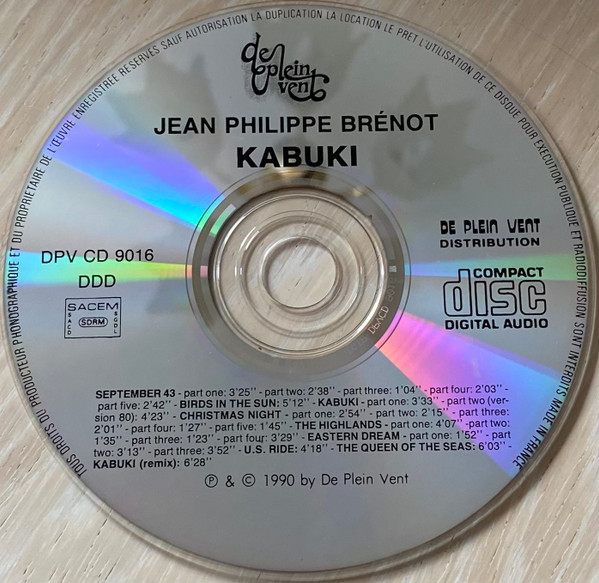 TOUS DROITS DU PRODUCTEUR PHONOGRAPHIQUE ET DU PROPRIETAIRE DE L'ŒUVRE ENREGISTREE RESERVES SAUF AUTORISATION LA DUPLICATION LA LOCATION LE PRET L'UTILISATION DE CE DISQUE POUR EXECUTION PUBLIQUE ET RADIODIFFUSION SONT INTERDITS MADE IN FRANCE.
de plein vent
JEAN PHILIPPE BRÉNOT
KABUKI
DPV CD 9016
DDD
SACEM
SACD
SDRM
SGDL
DE PLEIN VENT
DISTRIBUTION
COMPACT
disc
DIGITAL AUDIO
SEPTEMBER 43 - part one: 3'25'' - part two: 2'38'' - part three: 1'04'' - part four: 2'03'' -
part five: 2'42'' - BIRDS IN THE SUN: 5'12'' - KABUKI - part one: 3'33'' - part two (ver-
sion 80): 4'23'' - CHRISTMAS NIGHT - part one: 2'54'' - part two: 2'15'' - part three:
2'01'' - part four: 1'27'' - part five: 1'45'' - THE HIGHLANDS - part one: 4'07'' -part two:
1'35'' - part three: 1'23'' - part four: 3'29'' - EASTERN DREAM - part one: 1'52'' - part
two: 3'13'' - part three: 3'52'' - U.S. RIDE: 4'18'' - THE QUEEN OF THE SEAS: 6'03'' -
KABUKI (remix): 6'28''
℗ & © 1990 by De Plein Vent